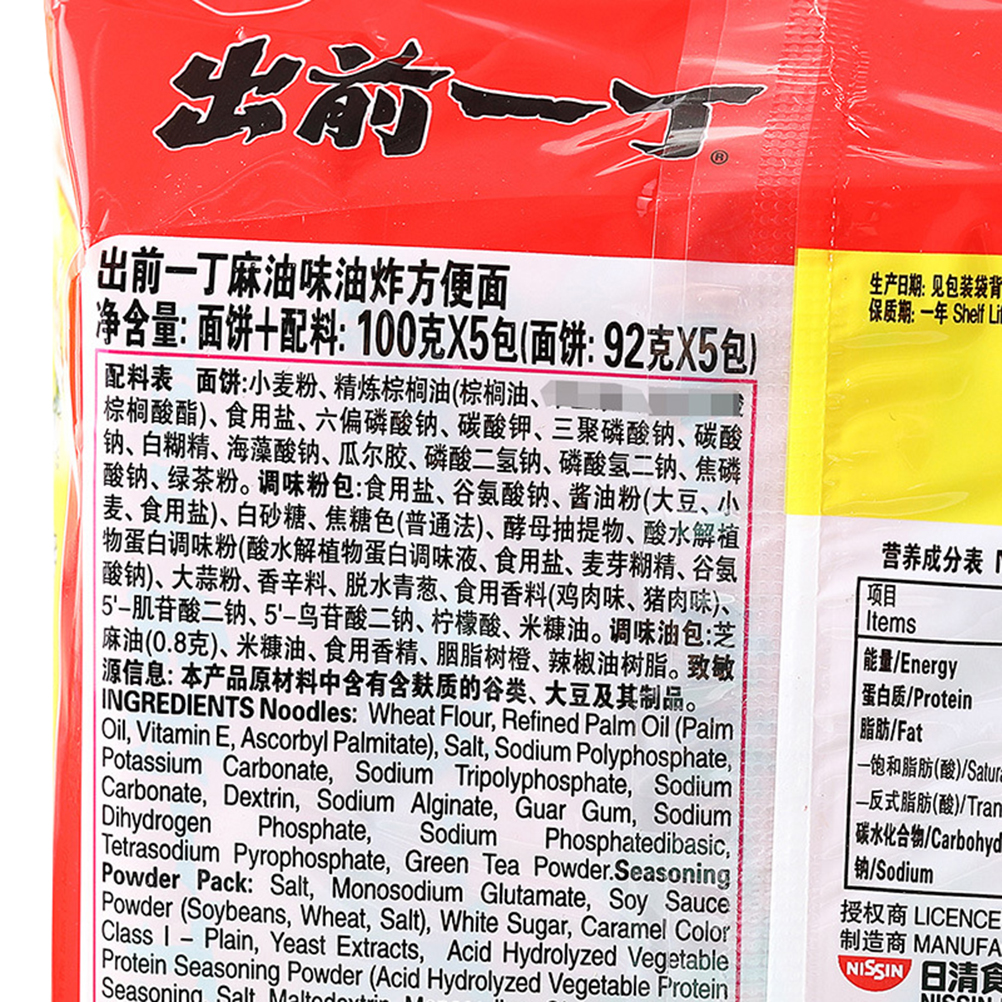 出前一丁®
出前一丁麻油味油炸方便面
净含量: 面饼+配料: 100克X5包(面饼: 92克X5包)
配料表 面饼:小麦粉、精炼棕榈油(棕榈油、
棕榈酸酯)、食用盐、六偏磷酸钠、碳酸钾、三聚磷酸钠、碳酸
钠、白糊精、海藻酸钠、瓜尔胶、磷酸二氢钠、磷酸氢二钠、焦磷
酸钠、绿茶粉。调味粉包:食用盐、谷氨酸钠、酱油粉(大豆、小
麦、食用盐)、白砂糖、焦糖色(普通法)、酵母抽提物、酸水解植
物蛋白调味粉(酸水解植物蛋白调味液、食用盐、麦芽糊精、谷氨
酸钠)、大蒜粉、香辛料、脱水青葱、食用香料(鸡肉味、猪肉味)、
5'-肌苷酸二钠、5'-鸟苷酸二钠、柠檬酸、米糠油。调味油包:芝
麻油(0.8克)、米糠油、食用香精、胭脂树橙、辣椒油树脂。致敏
源信息: 本产品原材料中含有含麸质的谷类、大豆及其制品。
INGREDIENTS Noodles: Wheat Flour, Refined Palm Oil (Palm
Oil, Vitamin E, Ascorbyl Palmitate), Salt, Sodium Polyphosphate,
Potassium Carbonate, Sodium Tripolyphosphate, Sodium
Carbonate, Dextrin, Sodium Alginate, Guar Gum, Sodium
Dihydrogen Phosphate, Sodium Phosphatedibasic,
Tetrasodium Pyrophosphate, Green Tea Powder.Seasoning
Powder Pack: Salt, Monosodium Glutamate, Soy Sauce
Powder (Soybeans, Wheat, Salt), White Sugar, Caramel Color
Class I – Plain, Yeast Extracts, Acid Hydrolyzed Vegetable
Protein Seasoning Powder (Acid Hydrolyzed Vegetable Protein
Seasoning, Salt, Maltodextrin,
生产日期: 见包装袋背
保质期: 一年 Shelf
营养成分表
项目
Items
能量/Energy
蛋白质/Protein
脂肪/Fat
–饱和脂肪(酸)/Satura
–反式脂肪(酸)/Tran
碳水化合物/Carbohyd
钠/Sodium
授权商 LICENCE
制造商 MANUFA
NISSIN 日清食